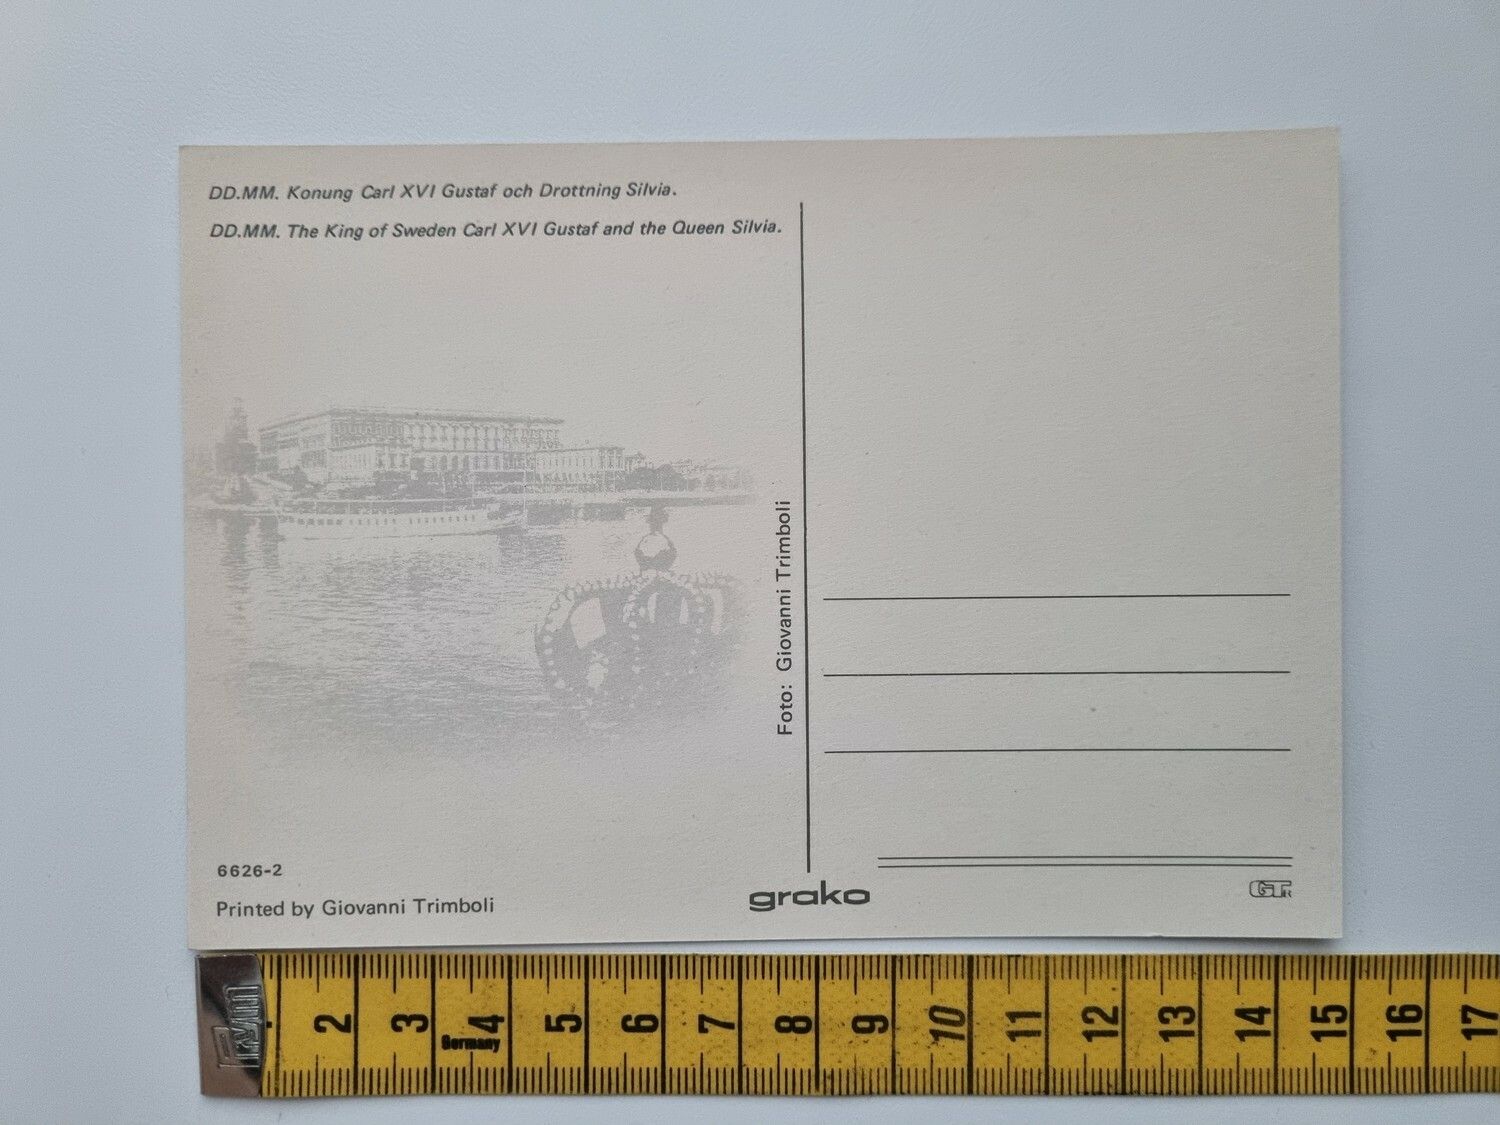 DD.MM. Konung Carl XVI Gustaf och Drottning Silvia.
DD.MM. The King of Sweden Carl XVI Gustaf and the Queen Silvia.
Foto: Giovanni Trimboli
6626-2
Printed by Giovanni Trimboli
grako
GTR
2 3 4 5 6 7 8 9 10 11 12 13 14 15 16 17
Germany